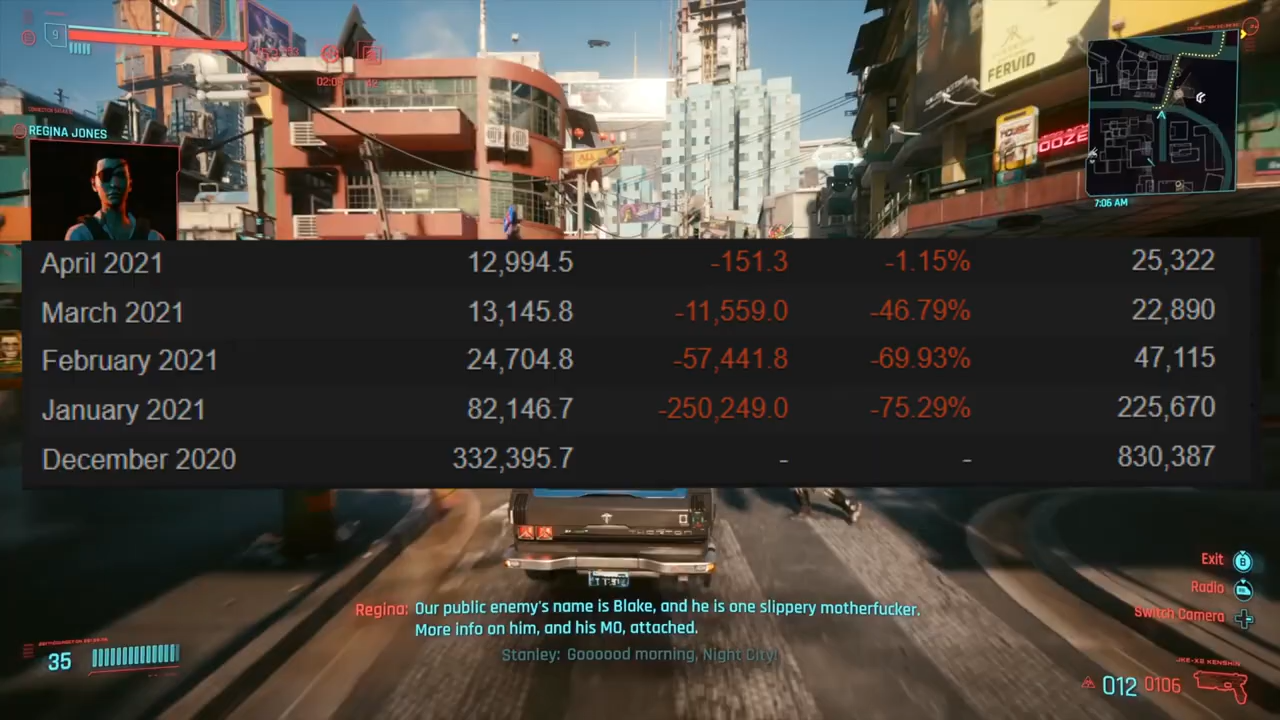 9
FERVID
REGINA JONES
7:06 AM
April 2021 12,994.5 -151.3 -1.15% 25,322
March 2021 13,145.8 -11,559.0 -46.79% 22,890
February 2021 24,704.8 -57,441.8 -69.93% 47,115
January 2021 82,146.7 -250,249.0 -75.29% 225,670
December 2020 332,395.7 - - 830,387
Exit B
Radio
Switch Camera
Regina: Our public enemy's name is Blake, and he is one slippery motherfucker.
More info on him, and his MO, attached.
Stanley: Goooood morning, Night City!
35
012 0106